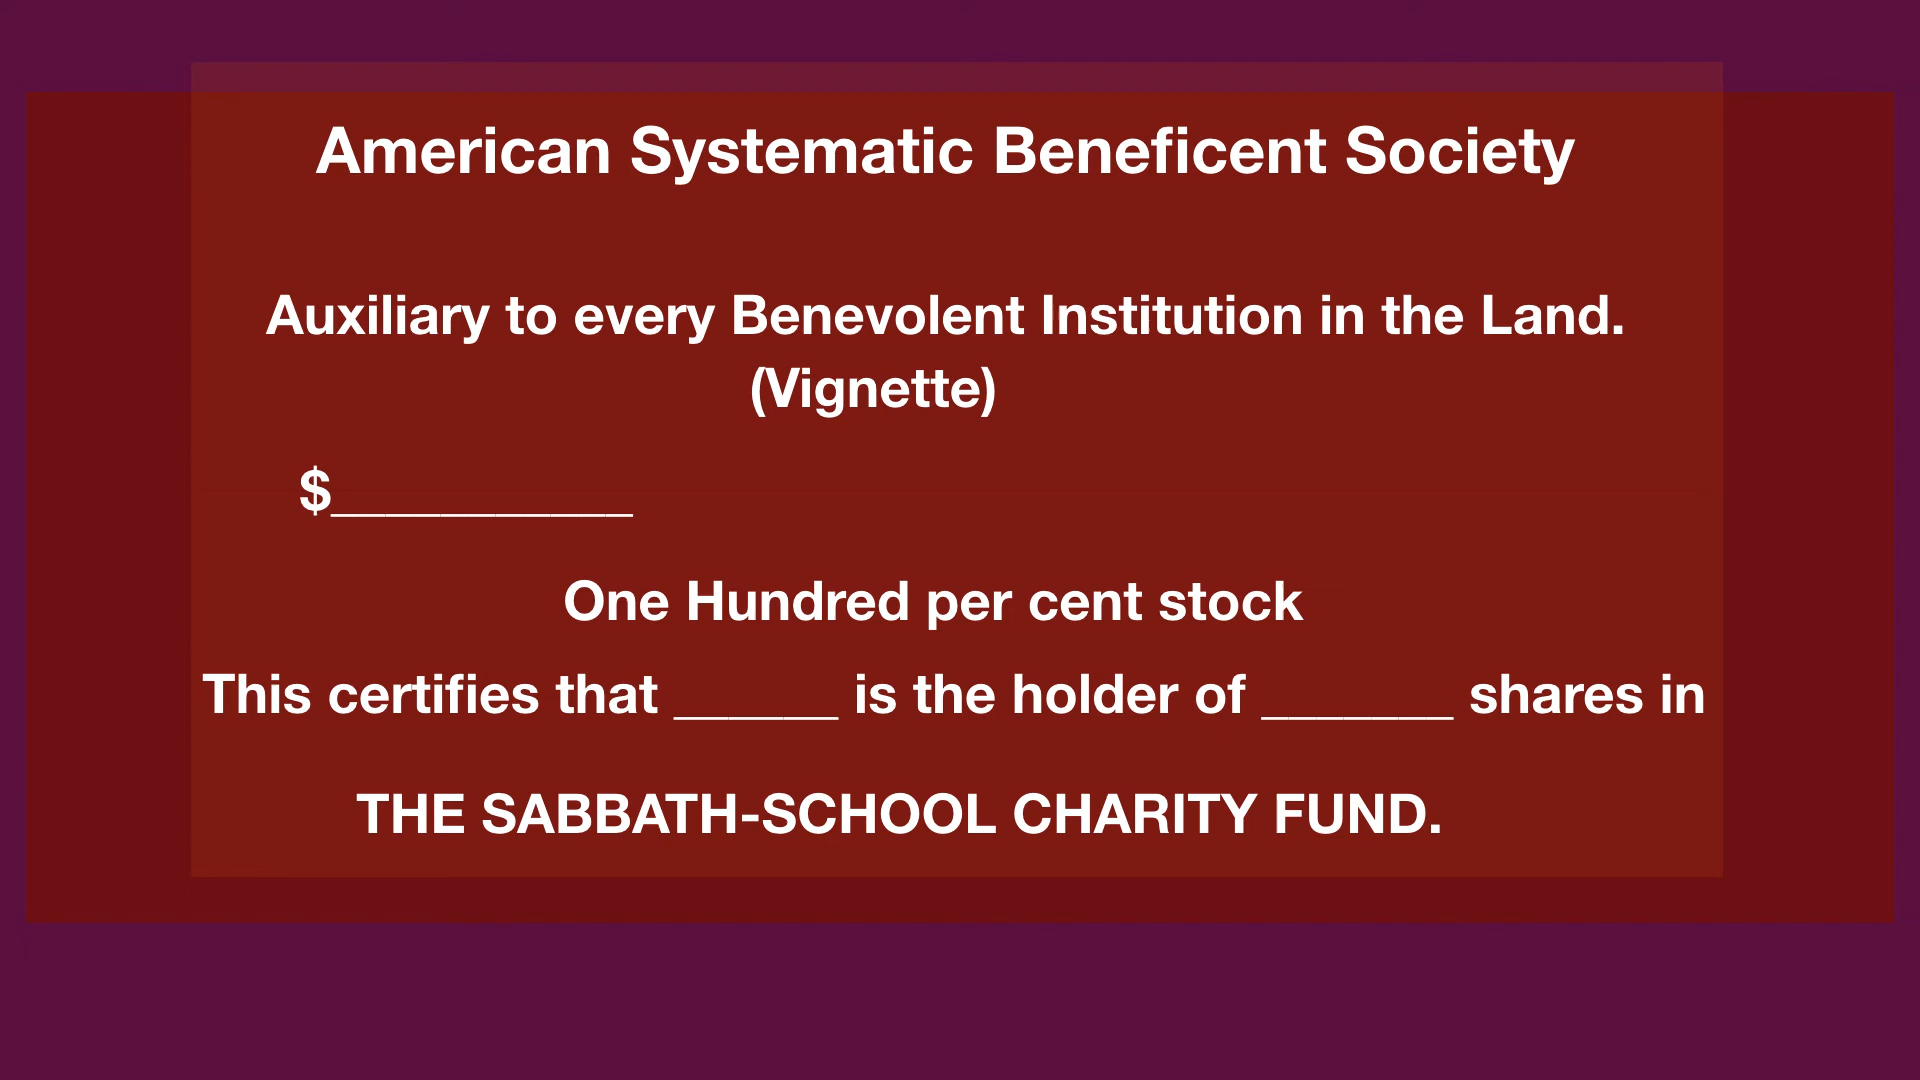 American Systematic Beneficent Society
Auxiliary to every Benevolent Institution in the Land.
(Vignette)
$___________
One Hundred per cent stock
This certifies that ______ is the holder of _______ shares in
THE SABBATH-SCHOOL CHARITY FUND.